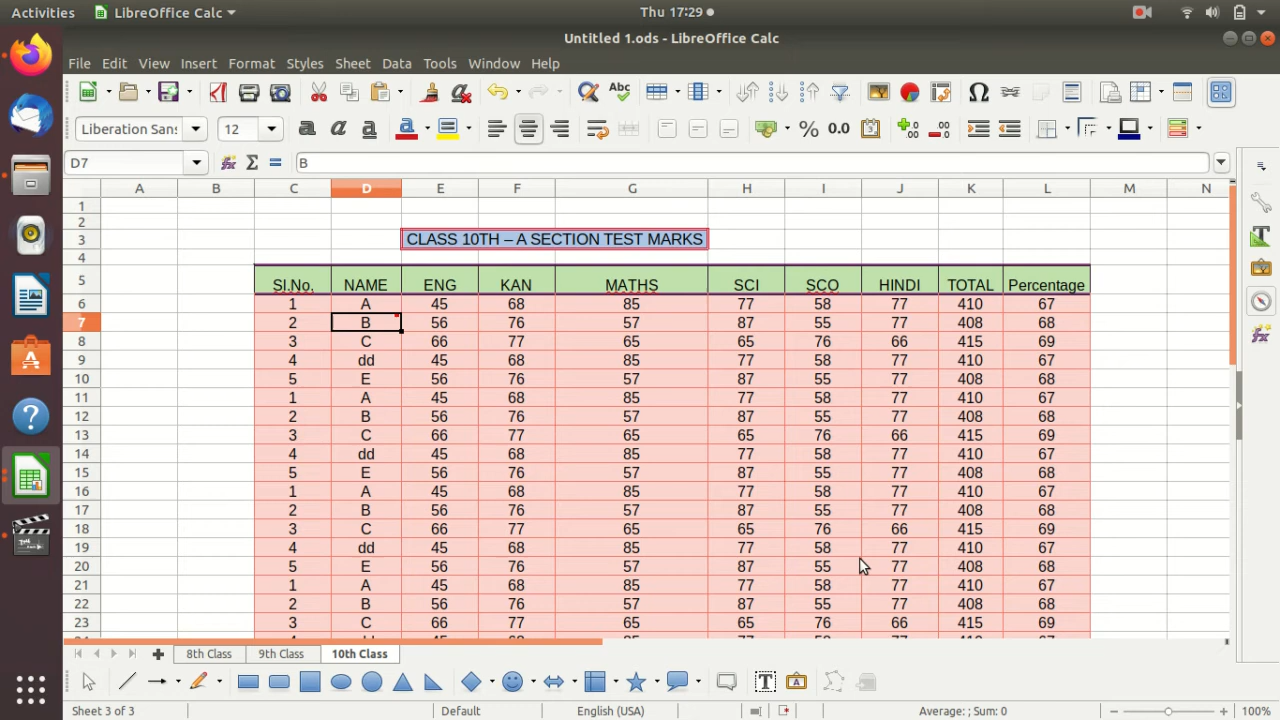 Activities LibreOffice Calc Thu 17:29
Untitled 1.ods - LibreOffice Calc
File Edit View Insert Format Styles Sheet Data Tools Window Help
Liberation Sans 12
D7 B
A B C D E F G H I J K L M N
1
2
3 CLASS 10TH – A SECTION TEST MARKS
4
5 Sl.No. NAME ENG KAN MATHS SCI SCO HINDI TOTAL Percentage
6 1 A 45 68 85 77 58 77 410 67
7 2 B 56 76 57 87 55 77 408 68
8 3 C 66 77 65 65 76 66 415 69
9 4 dd 45 68 85 77 58 77 410 67
10 5 E 56 76 57 87 55 77 408 68
11 1 A 45 68 85 77 58 77 410 67
12 2 B 56 76 57 87 55 77 408 68
13 3 C 66 77 65 65 76 66 415 69
14 4 dd 45 68 85 77 58 77 410 67
15 5 E 56 76 57 87 55 77 408 68
16 1 A 45 68 85 77 58 77 410 67
17 2 B 56 76 57 87 55 77 408 68
18 3 C 66 77 65 65 76 66 415 69
19 4 dd 45 68 85 77 58 77 410 67
20 5 E 56 76 57 87 55 77 408 68
21 1 A 45 68 85 77 58 77 410 67
22 2 B 56 76 57 87 55 77 408 68
23 3 C 66 77 65 65 76 66 415 69
8th Class 9th Class 10th Class
Sheet 3 of 3 Default English (USA) Average: ; Sum: 0 100%